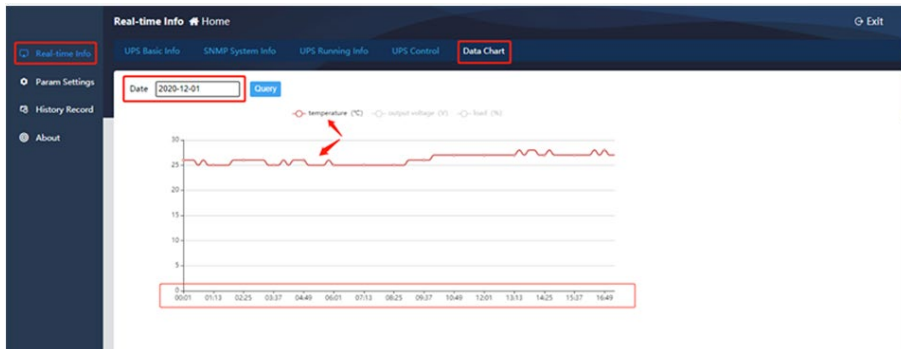 Real-time Info Home
Exit
Real-time Info
Param Settings
History Record
About
UPS Basic Info SNMP System Info UPS Running Info UPS Control Data Chart
Date 2020-12-01 Query
temperature (°C) output voltage (V) load (%)
30
25
20
15
10
5
0
00:01 01:13 02:25 03:37 04:49 06:01 07:13 08:25 09:37 10:49 12:01 13:13 14:25 15:37 16:49